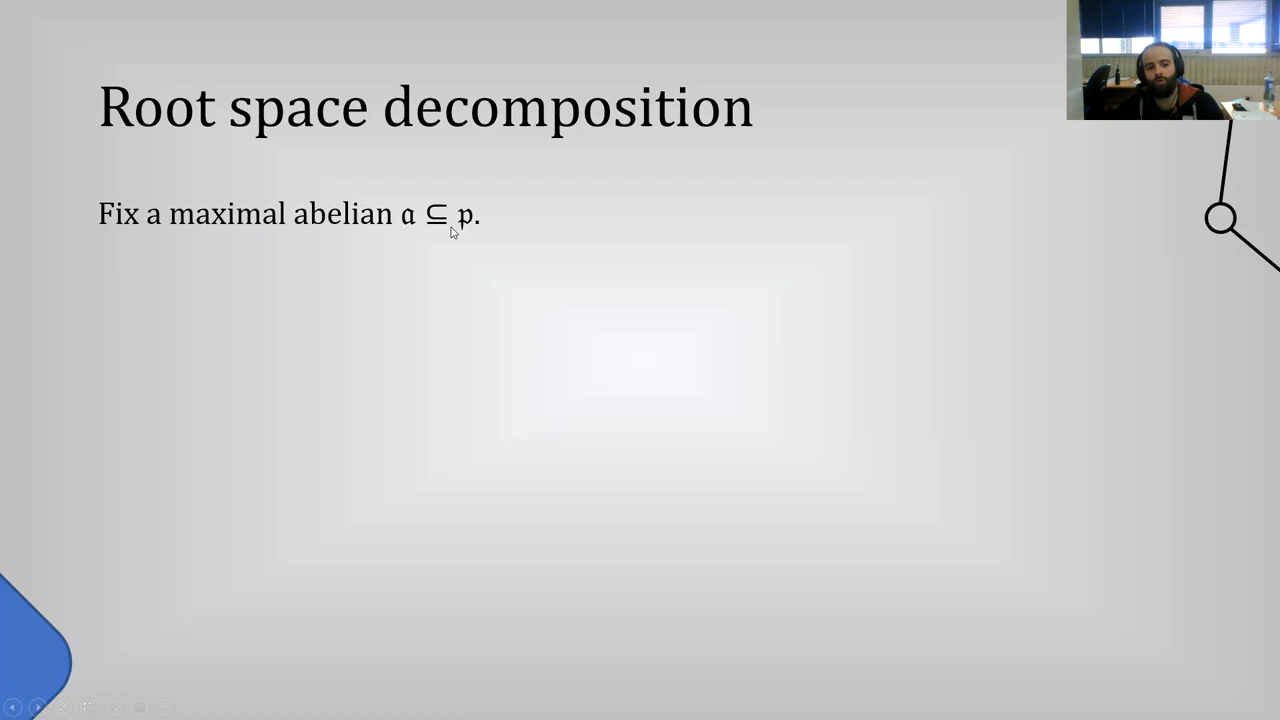 Root space decomposition
Fix a maximal abelian 𝔞 ⊆ 𝔭.